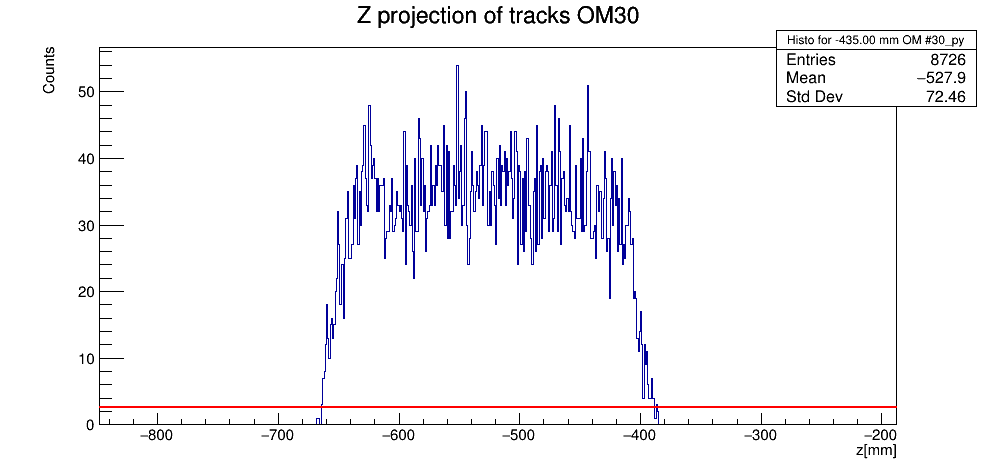 Z projection of tracks OM30
Histo for -435.00 mm OM #30_py
Entries 8726
Mean −527.9
Std Dev 72.46
Counts
50
40
30
20
10
0
−800 −700 −600 −500 −400 −300 −200
z[mm]